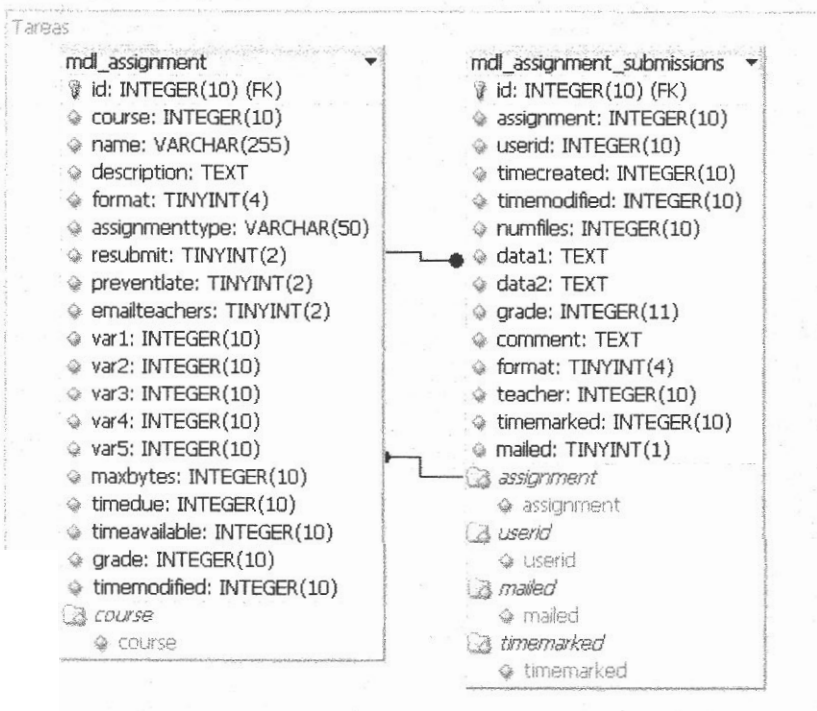 Tareas
mdl_assignment
id: INTEGER(10) (FK)
course: INTEGER(10)
name: VARCHAR(255)
description: TEXT
format: TINYINT(4)
assignmenttype: VARCHAR(50)
resubmit: TINYINT(2)
preventlate: TINYINT(2)
emailteachers: TINYINT(2)
var1: INTEGER(10)
var2: INTEGER(10)
var3: INTEGER(10)
var4: INTEGER(10)
var5: INTEGER(10)
maxbytes: INTEGER(10)
timedue: INTEGER(10)
timeavailable: INTEGER(10)
grade: INTEGER(10)
timemodified: INTEGER(10)
course
course
mdl_assignment_submissions
id: INTEGER(10) (FK)
assignment: INTEGER(10)
userid: INTEGER(10)
timecreated: INTEGER(10)
timemodified: INTEGER(10)
numfiles: INTEGER(10)
data1: TEXT
data2: TEXT
grade: INTEGER(11)
comment: TEXT
format: TINYINT(4)
teacher: INTEGER(10)
timemarked: INTEGER(10)
mailed: TINYINT(1)
assignment
assignment
userid
userid
mailed
mailed
timemarked
timemarked